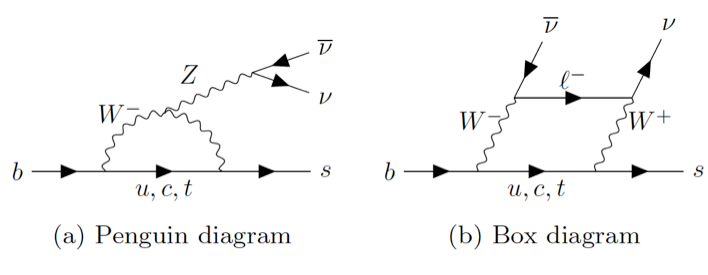 Z
ν̅
ν
W⁻
b
u, c, t
s
(a) Penguin diagram
ν̅
ν
ℓ⁻
W⁻
W⁺
b
u, c, t
s
(b) Box diagram